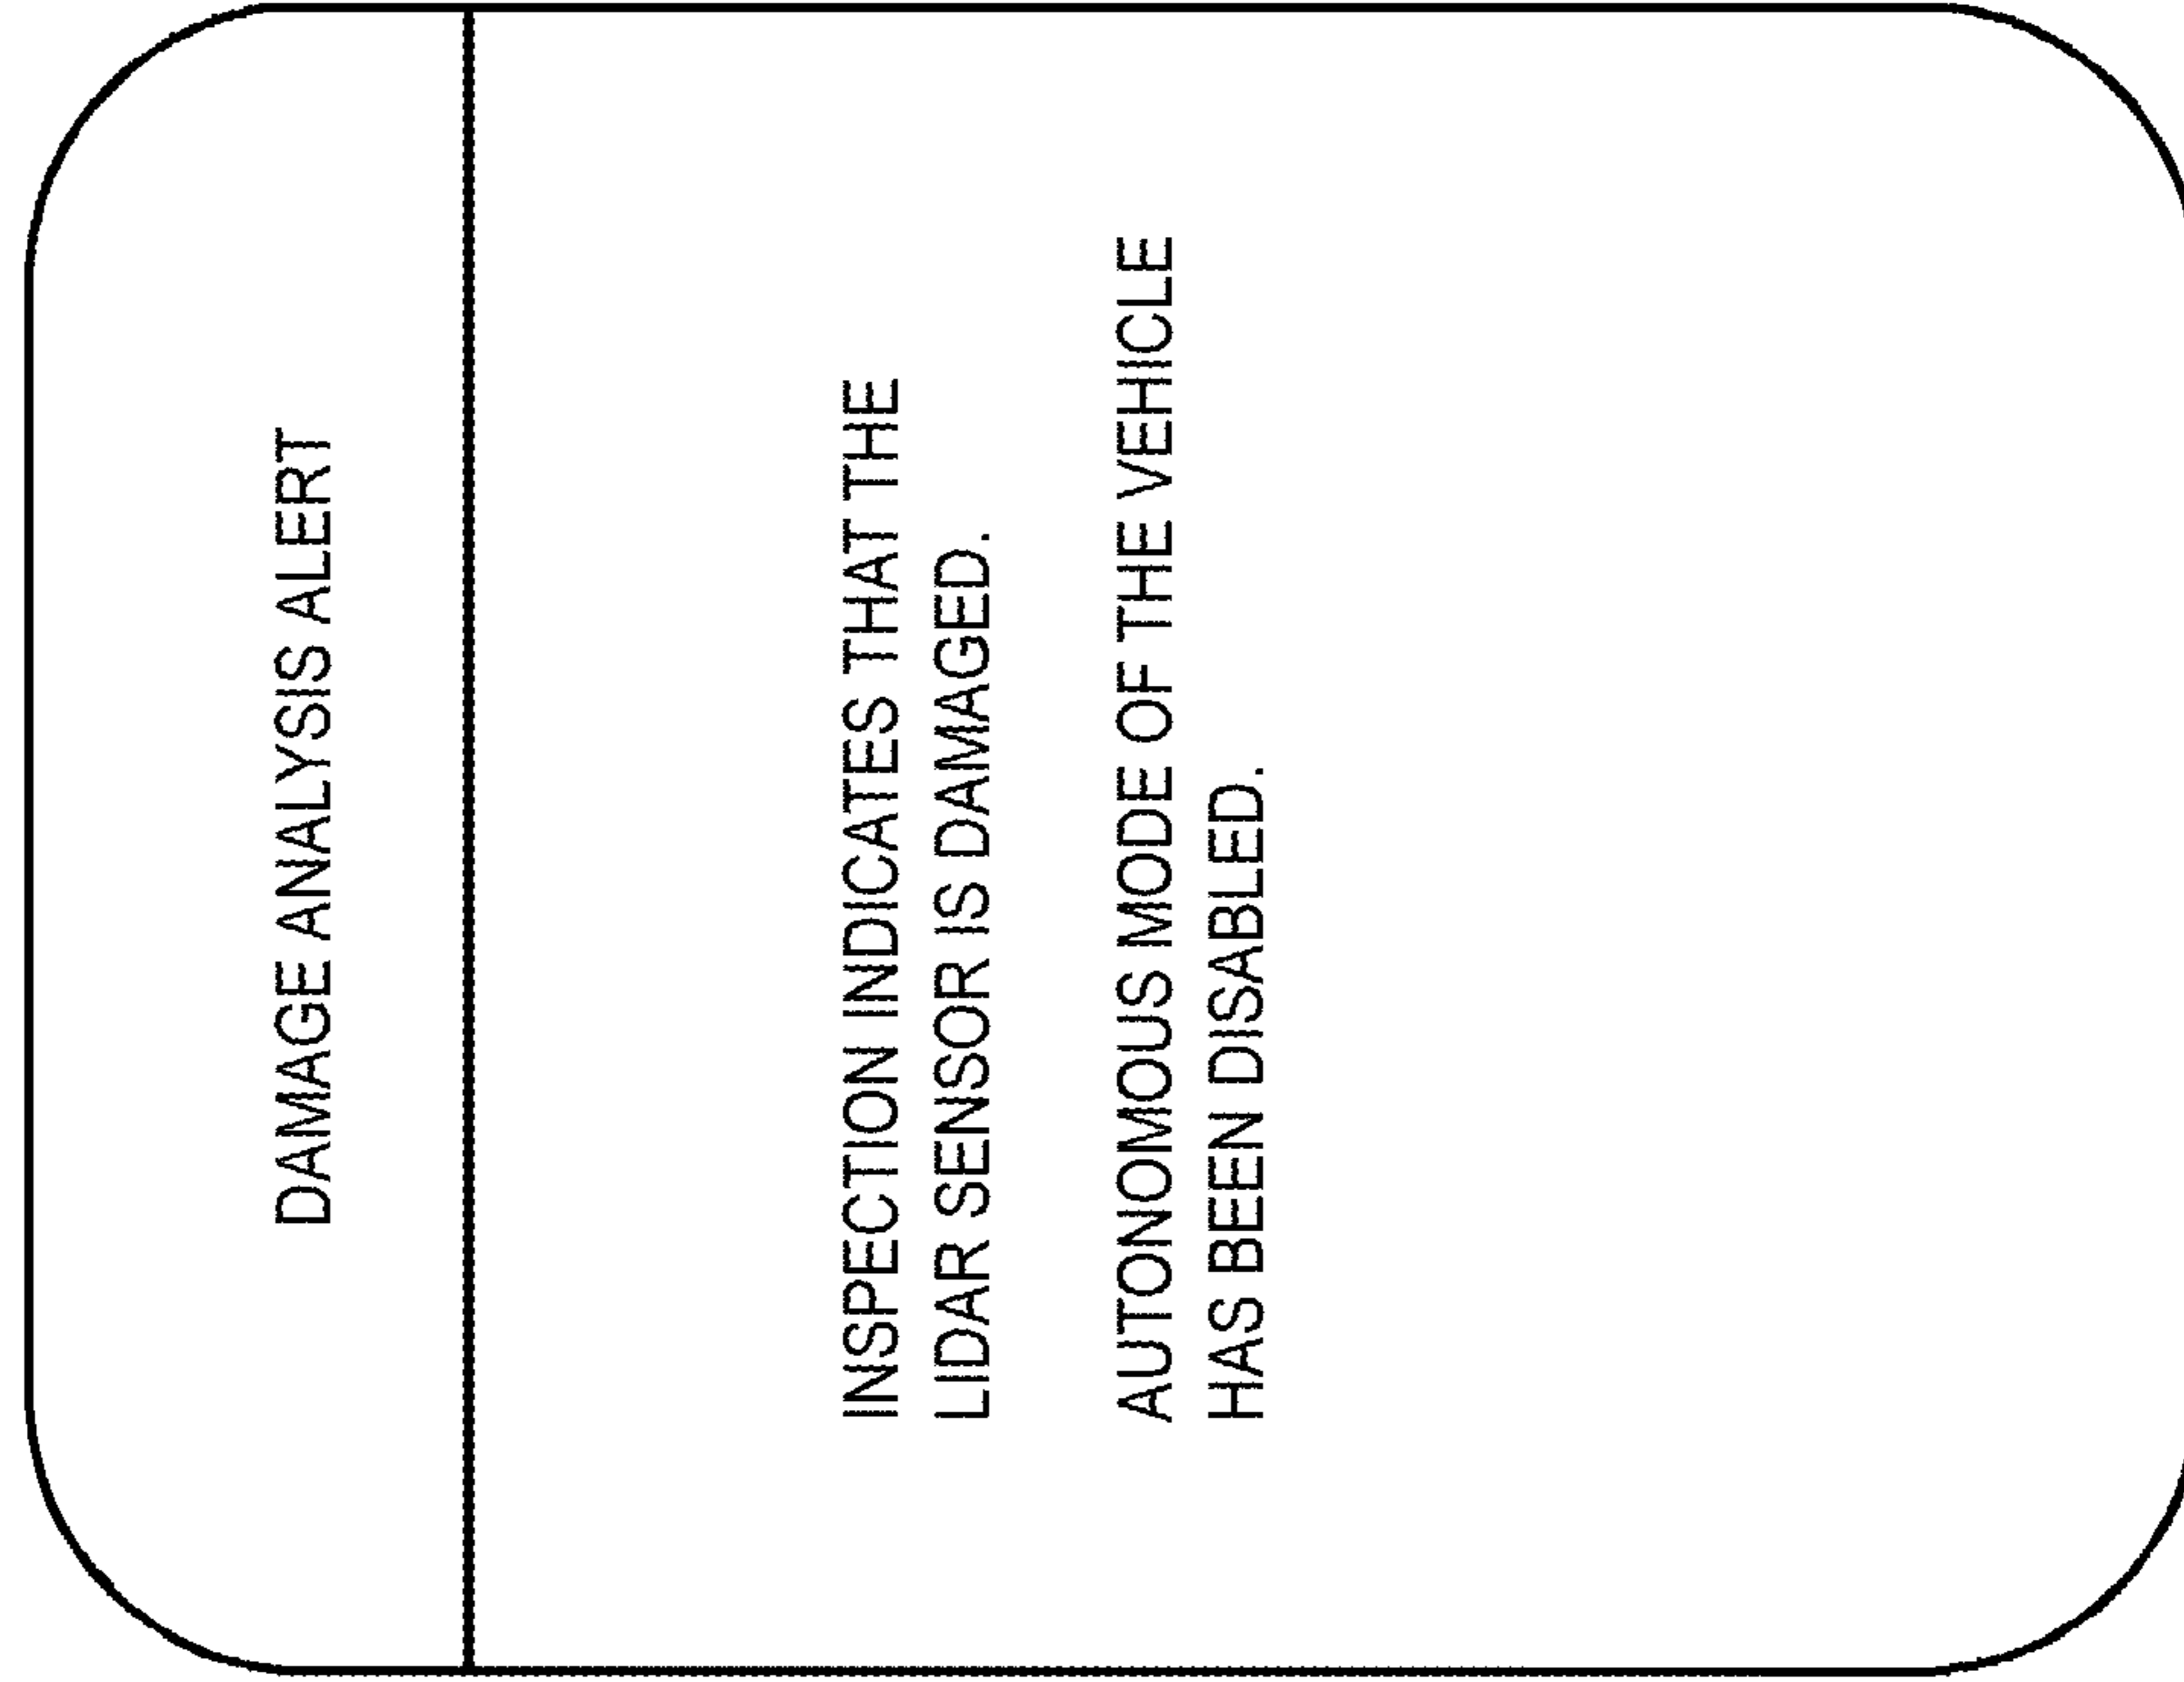 DAMAGE ANALYSIS ALERT
INSPECTION INDICATES THAT THE
LIDAR SENSOR IS DAMAGED.
AUTONOMOUS MODE OF THE VEHICLE
HAS BEEN DISABLED.